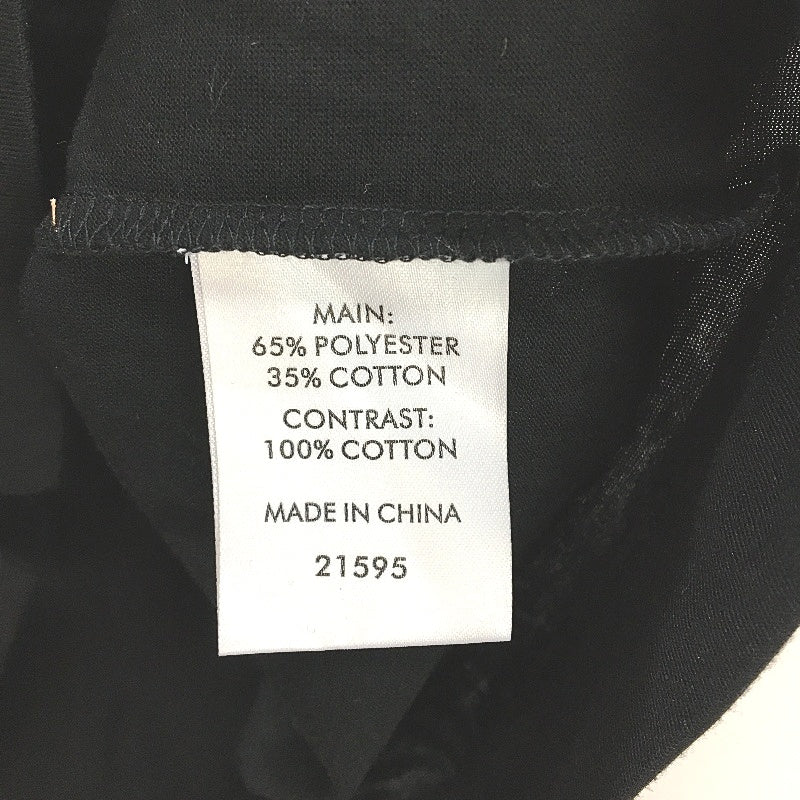 MAIN:
65% POLYESTER
35% COTTON
CONTRAST:
100% COTTON
MADE IN CHINA
21595